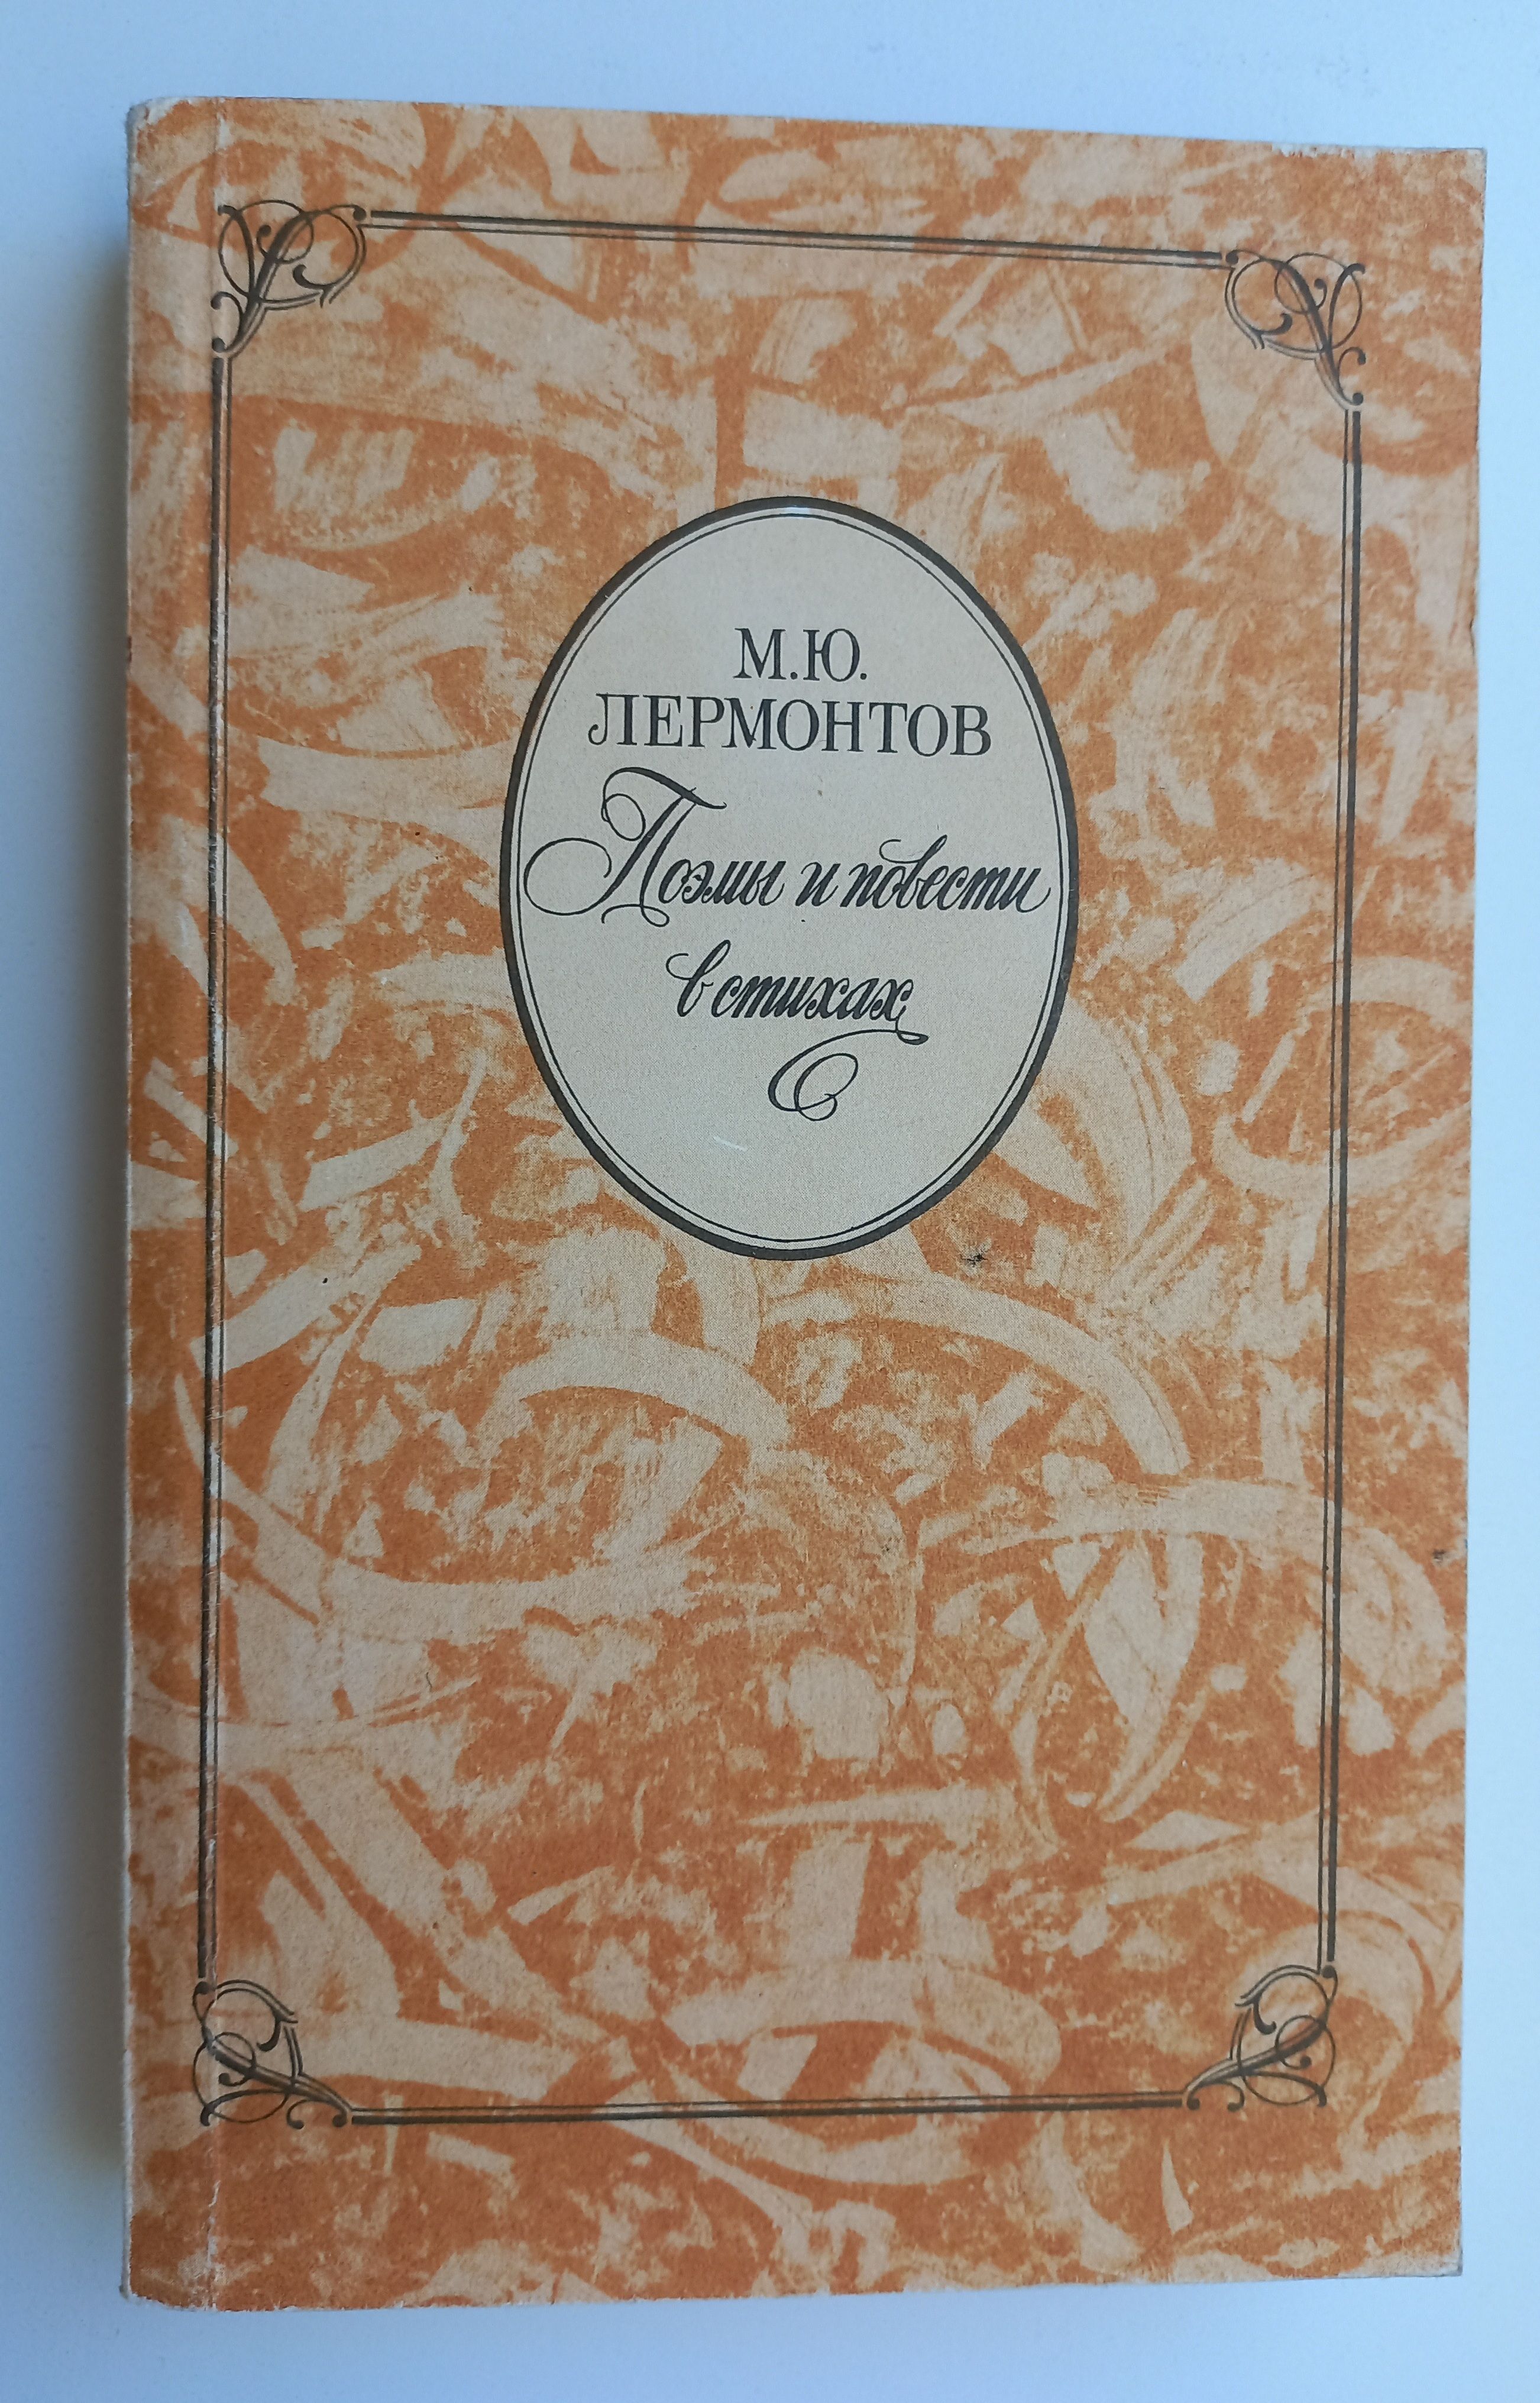 М.Ю.
ЛЕРМОНТОВ
Поэмы и повести
в стихах